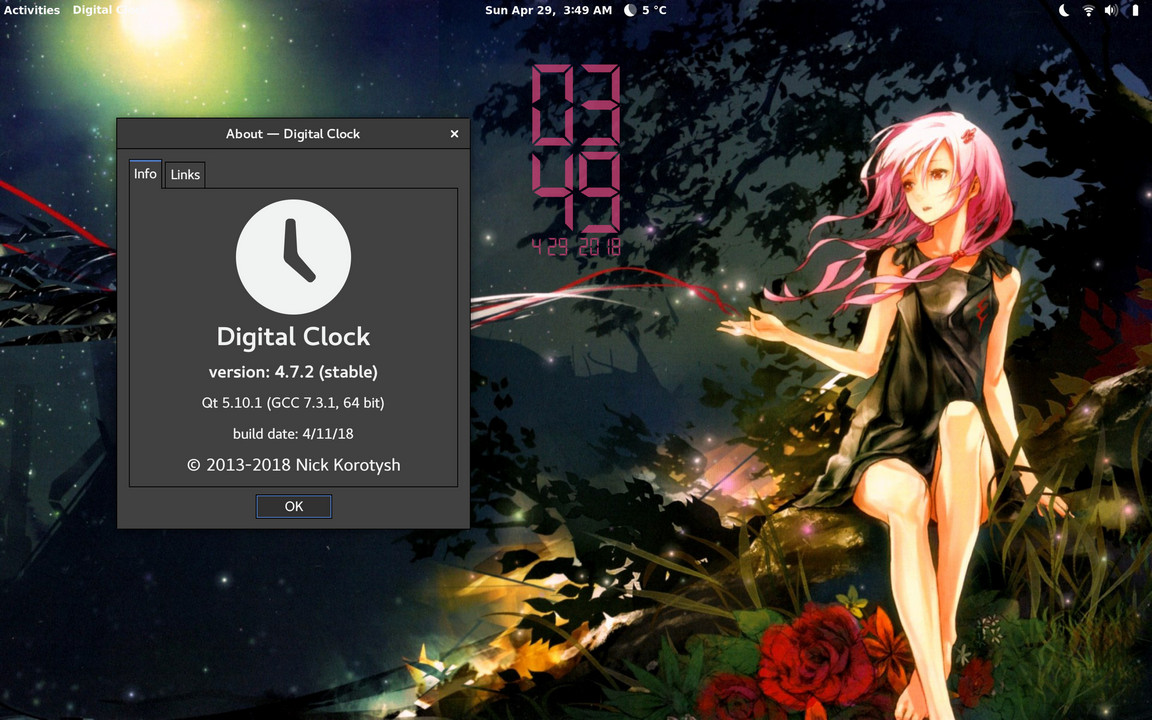 Activities Digital Sun Apr 29, 3:49 AM 5 °C
03
49
4 29 2018
About — Digital Clock
Info Links
Digital Clock
version: 4.7.2 (stable)
Qt 5.10.1 (GCC 7.3.1, 64 bit)
build date: 4/11/18
© 2013-2018 Nick Korotysh
OK